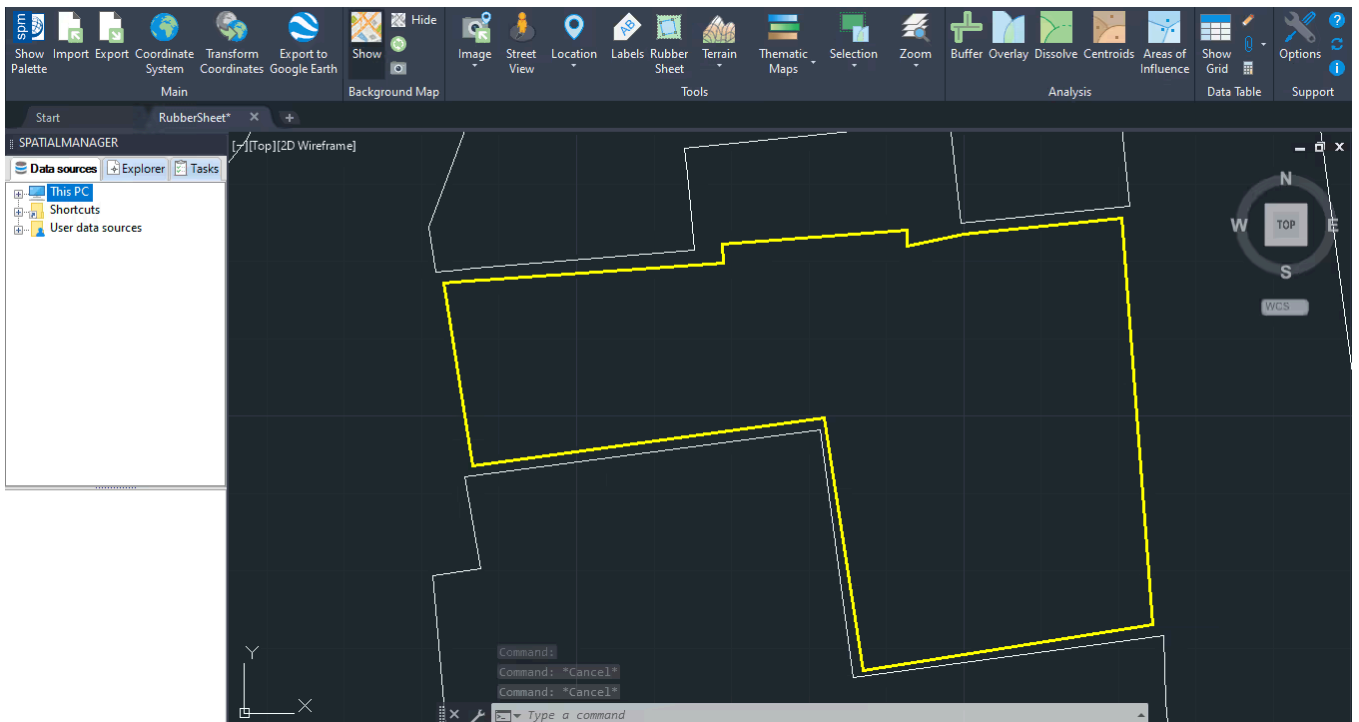 spm
Hide
Show Palette
Import
Export
Coordinate System
Transform Coordinates
Export to Google Earth
Show
Image
Street View
Location
Labels
Rubber Sheet
Terrain
Thematic Maps
Selection
Zoom
Buffer
Overlay
Dissolve
Centroids
Areas of Influence
Show Grid
Options
Main
Background Map
Tools
Analysis
Data Table
Support
Start
RubberSheet*
SPATIALMANAGER
[−][Top][2D Wireframe]
Data sources
Explorer
Tasks
This PC
Shortcuts
User data sources
N
W
TOP
E
S
WCS
Y
X
Command:
Command: *Cancel*
Command: *Cancel*
Type a command